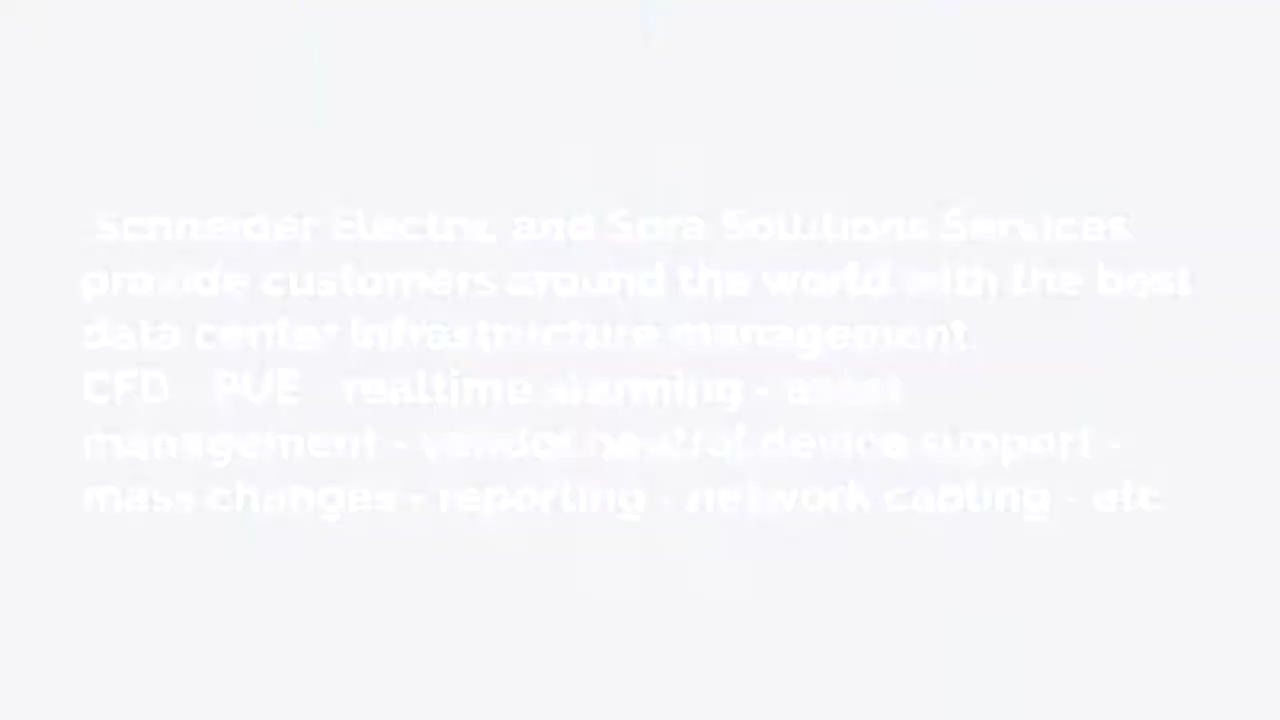 Schneider Electric and Sora Solutions Services
provide customers around the world with the best
data center infrastructure management.
CFD - PUE - realtime alarming - asset
management - vendor neutral device support -
mass changes - reporting - network cabling - etc.